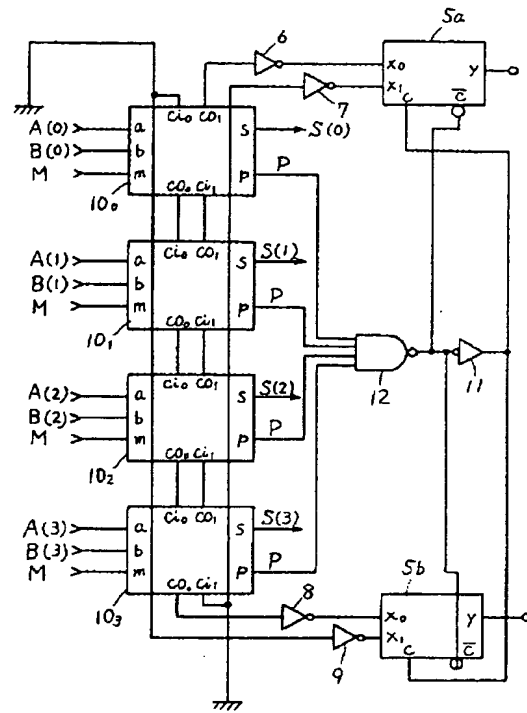 6
5a
x₀
y
x₁
c
c̅
7
A(0)
a
Ci₀
CO₁
S
S(0)
B(0)
b
M
m
P
P
CO₀
Ci₁
10₀
A(1)
a
Ci₀
CO₁
S
S(1)
B(1)
b
M
m
P
P
CO₀
Ci₁
10₁
12
11
A(2)
a
Ci₀
CO₁
S
S(2)
B(2)
b
M
m
P
P
CO₀
Ci₁
10₂
A(3)
a
Ci₀
CO₁
S
S(3)
B(3)
b
M
m
P
P
CO₀
Ci₁
10₃
8
5b
x₀
y
x₁
c
c̅
9